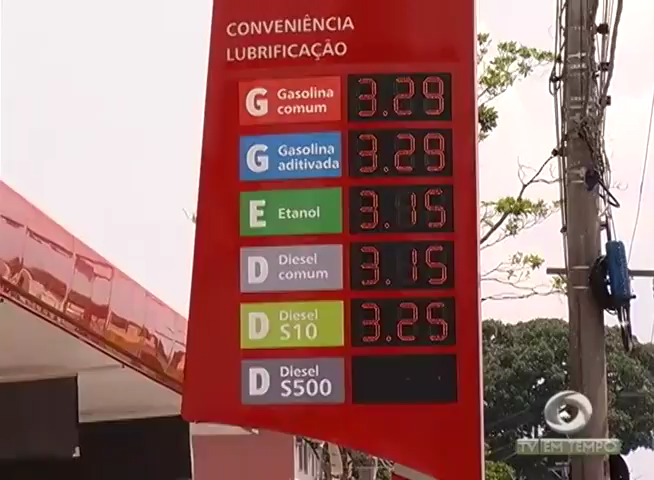 CONVENIÊNCIA
LUBRIFICAÇÃO
G Gasolina comum 3.29
G Gasolina aditivada 3.29
E Etanol 3.15
D Diesel comum 3.15
D Diesel S10 3.25
D Diesel S500
TV EM TEMPO